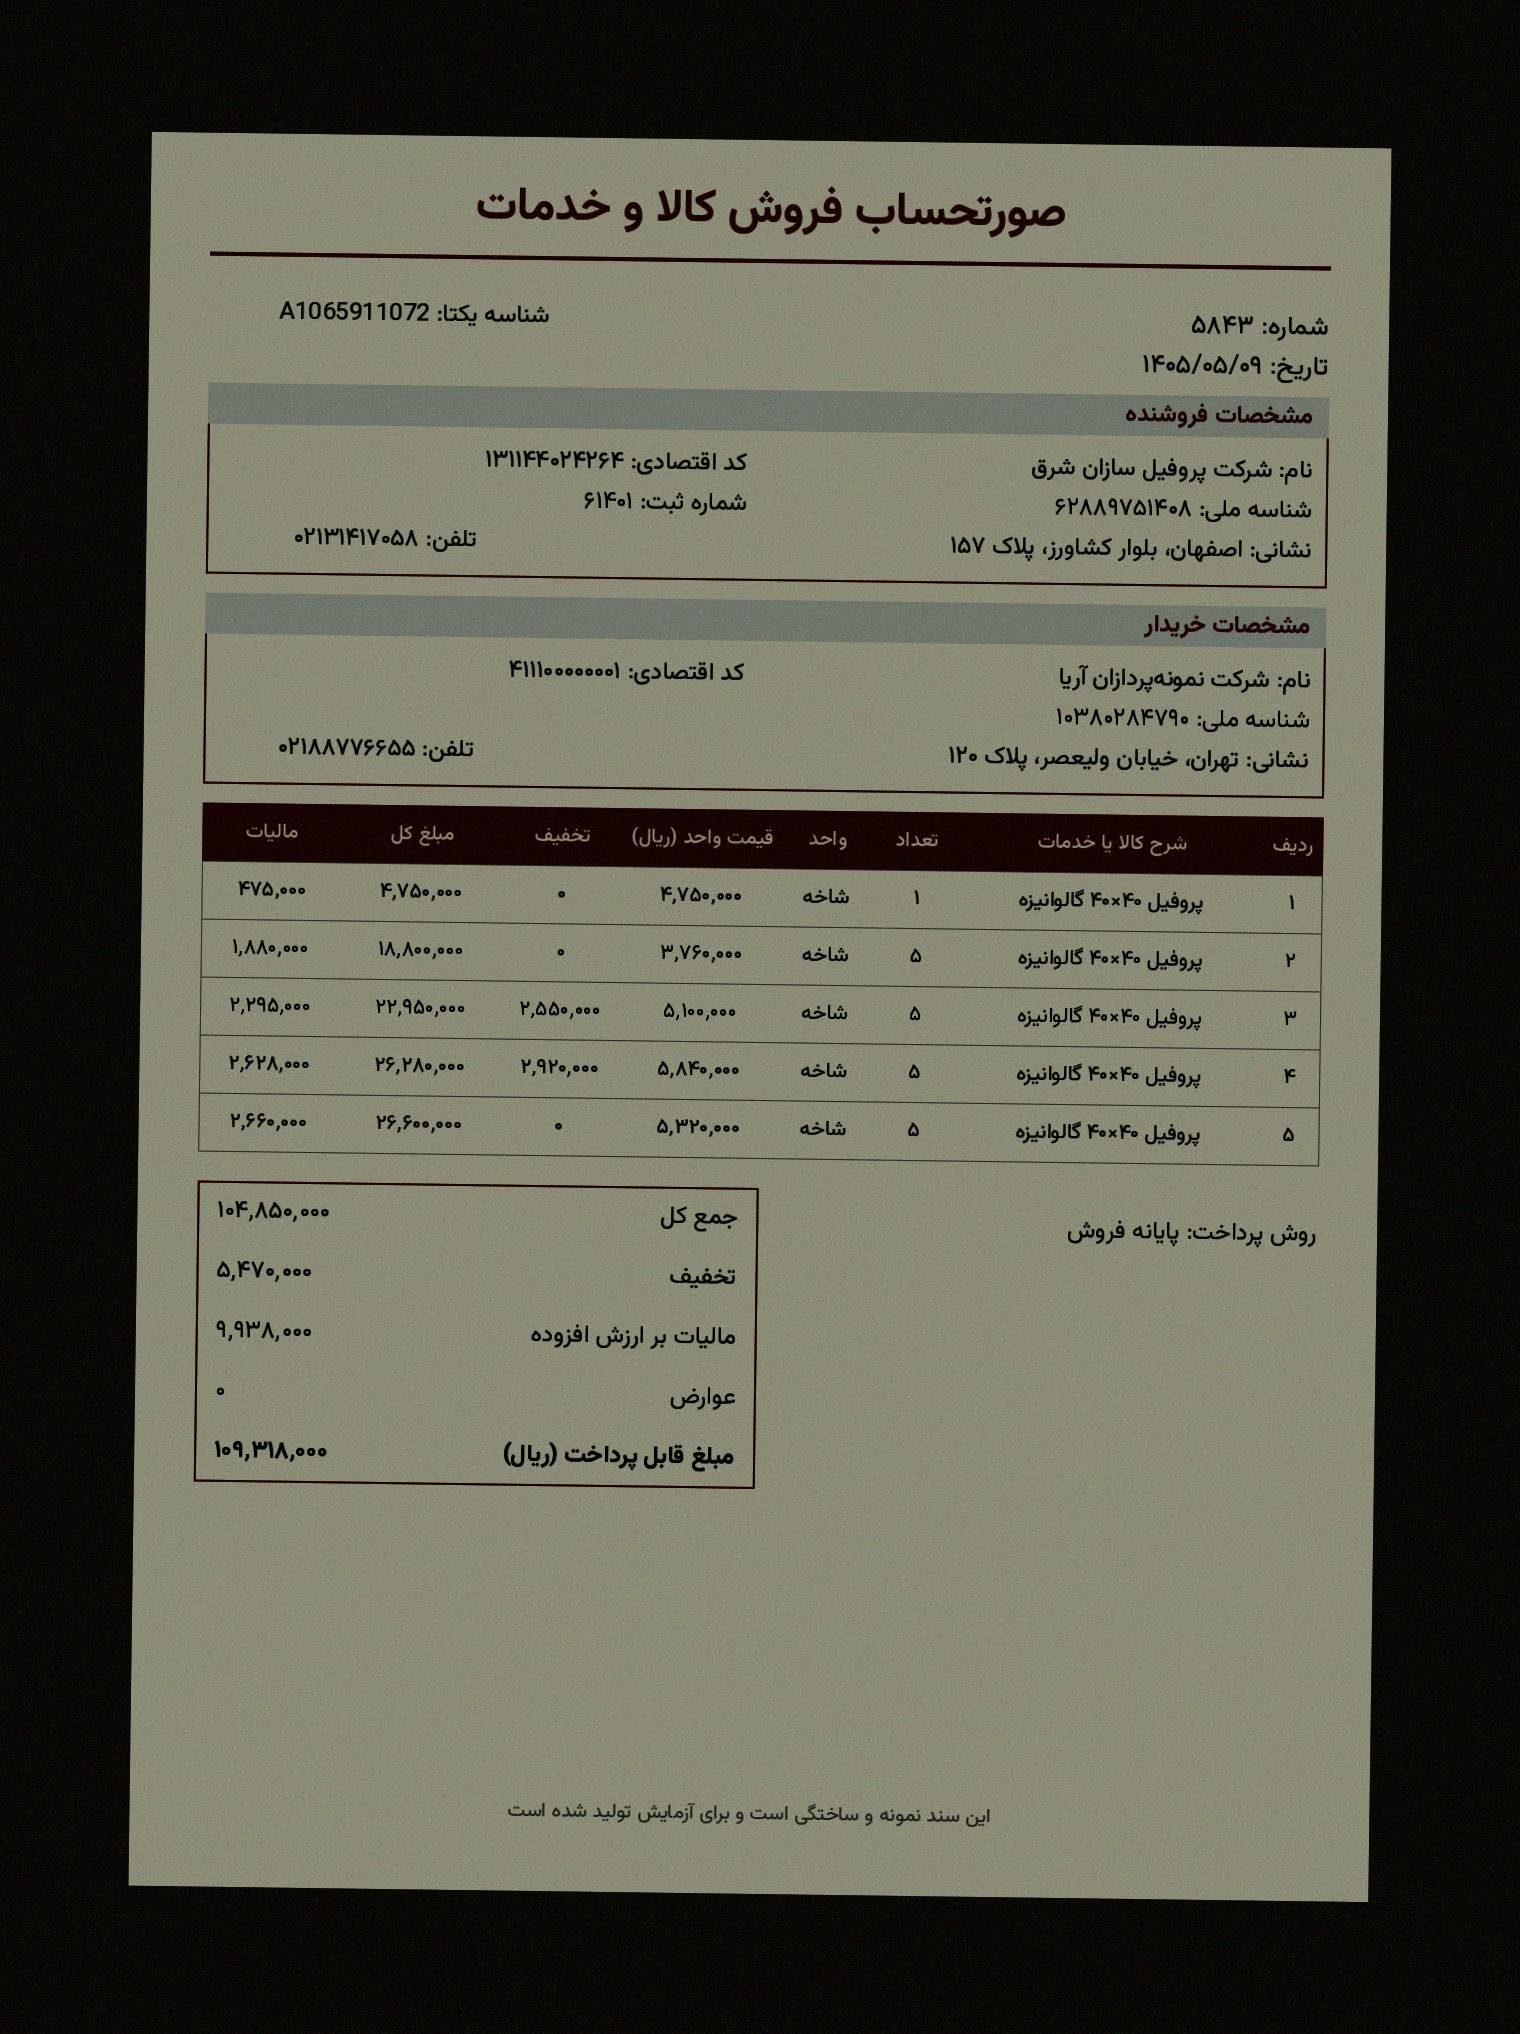 صورتحساب فروش کالا و خدمات
شماره: ۵۸۴۳
شناسه یکتا: A1065911072
تاریخ: ۱۴۰۵/۰۵/۰۹
مشخصات فروشنده
نام: شرکت پروفیل سازان شرق کد اقتصادی: ۱۳۱۱۴۴۰۲۴۲۶۴
شناسه ملی: ۶۲۸۸۹۷۵۱۴۰۸ شماره ثبت: ۶۱۴۰۱
نشانی: اصفهان، بلوار کشاورز، پلاک ۱۵۷ تلفن: ۰۲۱۳۱۴۱۷۰۵۸
مشخصات خریدار
نام: شرکت نمونه‌پردازان آریا کد اقتصادی: ۴۱۱۱۰۰۰۰۰۰۰۱
شناسه ملی: ۱۰۳۸۰۲۸۴۷۹۰
نشانی: تهران، خیابان ولیعصر، پلاک ۱۲۰ تلفن: ۰۲۱۸۸۷۷۶۶۵۵
ردیف شرح کالا یا خدمات تعداد واحد قیمت واحد (ریال) تخفیف مبلغ کل مالیات
۱ پروفیل ۴۰×۴۰ گالوانیزه ۱ شاخه ۴,۷۵۰,۰۰۰ ۰ ۴,۷۵۰,۰۰۰ ۴۷۵,۰۰۰
۲ پروفیل ۴۰×۴۰ گالوانیزه ۵ شاخه ۳,۷۶۰,۰۰۰ ۰ ۱۸,۸۰۰,۰۰۰ ۱,۸۸۰,۰۰۰
۳ پروفیل ۴۰×۴۰ گالوانیزه ۵ شاخه ۵,۱۰۰,۰۰۰ ۲,۵۵۰,۰۰۰ ۲۲,۹۵۰,۰۰۰ ۲,۲۹۵,۰۰۰
۴ پروفیل ۴۰×۴۰ گالوانیزه ۵ شاخه ۵,۸۴۰,۰۰۰ ۲,۹۲۰,۰۰۰ ۲۶,۲۸۰,۰۰۰ ۲,۶۲۸,۰۰۰
۵ پروفیل ۴۰×۴۰ گالوانیزه ۵ شاخه ۵,۳۲۰,۰۰۰ ۰ ۲۶,۶۰۰,۰۰۰ ۲,۶۶۰,۰۰۰
روش پرداخت: پایانه فروش
جمع کل ۱۰۴,۸۵۰,۰۰۰
تخفیف ۵,۴۷۰,۰۰۰
مالیات بر ارزش افزوده ۹,۹۳۸,۰۰۰
عوارض ۰
مبلغ قابل پرداخت (ریال) ۱۰۹,۳۱۸,۰۰۰
این سند نمونه و ساختگی است و برای آزمایش تولید شده است